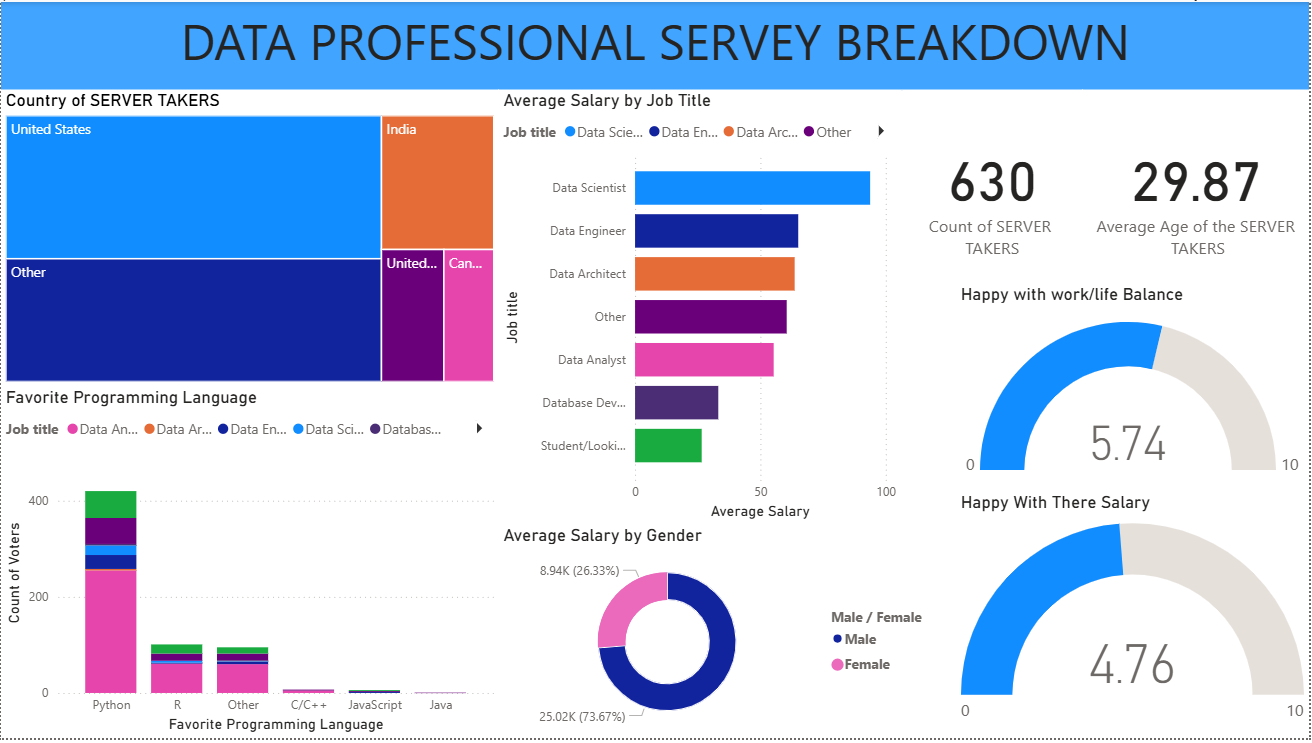 DATA PROFESSIONAL SERVEY BREAKDOWN
Country of SERVER TAKERS
United States
India
Other
United...
Can...
Favorite Programming Language
Job title
Data An...
Data Ar...
Data En...
Data Sci...
Databas...
Count of Voters
400
200
0
Python
R
Other
C/C++
JavaScript
Java
Favorite Programming Language
Average Salary by Job Title
Job title
Data Scie...
Data En...
Data Arc...
Other
Job title
Data Scientist
Data Engineer
Data Architect
Other
Data Analyst
Database Dev...
Student/Looki...
0
50
100
Average Salary
Average Salary by Gender
8.94K (26.33%)
25.02K (73.67%)
Male / Female
Male
Female
630
Count of SERVER
TAKERS
29.87
Average Age of the SERVER
TAKERS
Happy with work/life Balance
5.74
0
10
Happy With There Salary
4.76
0
10